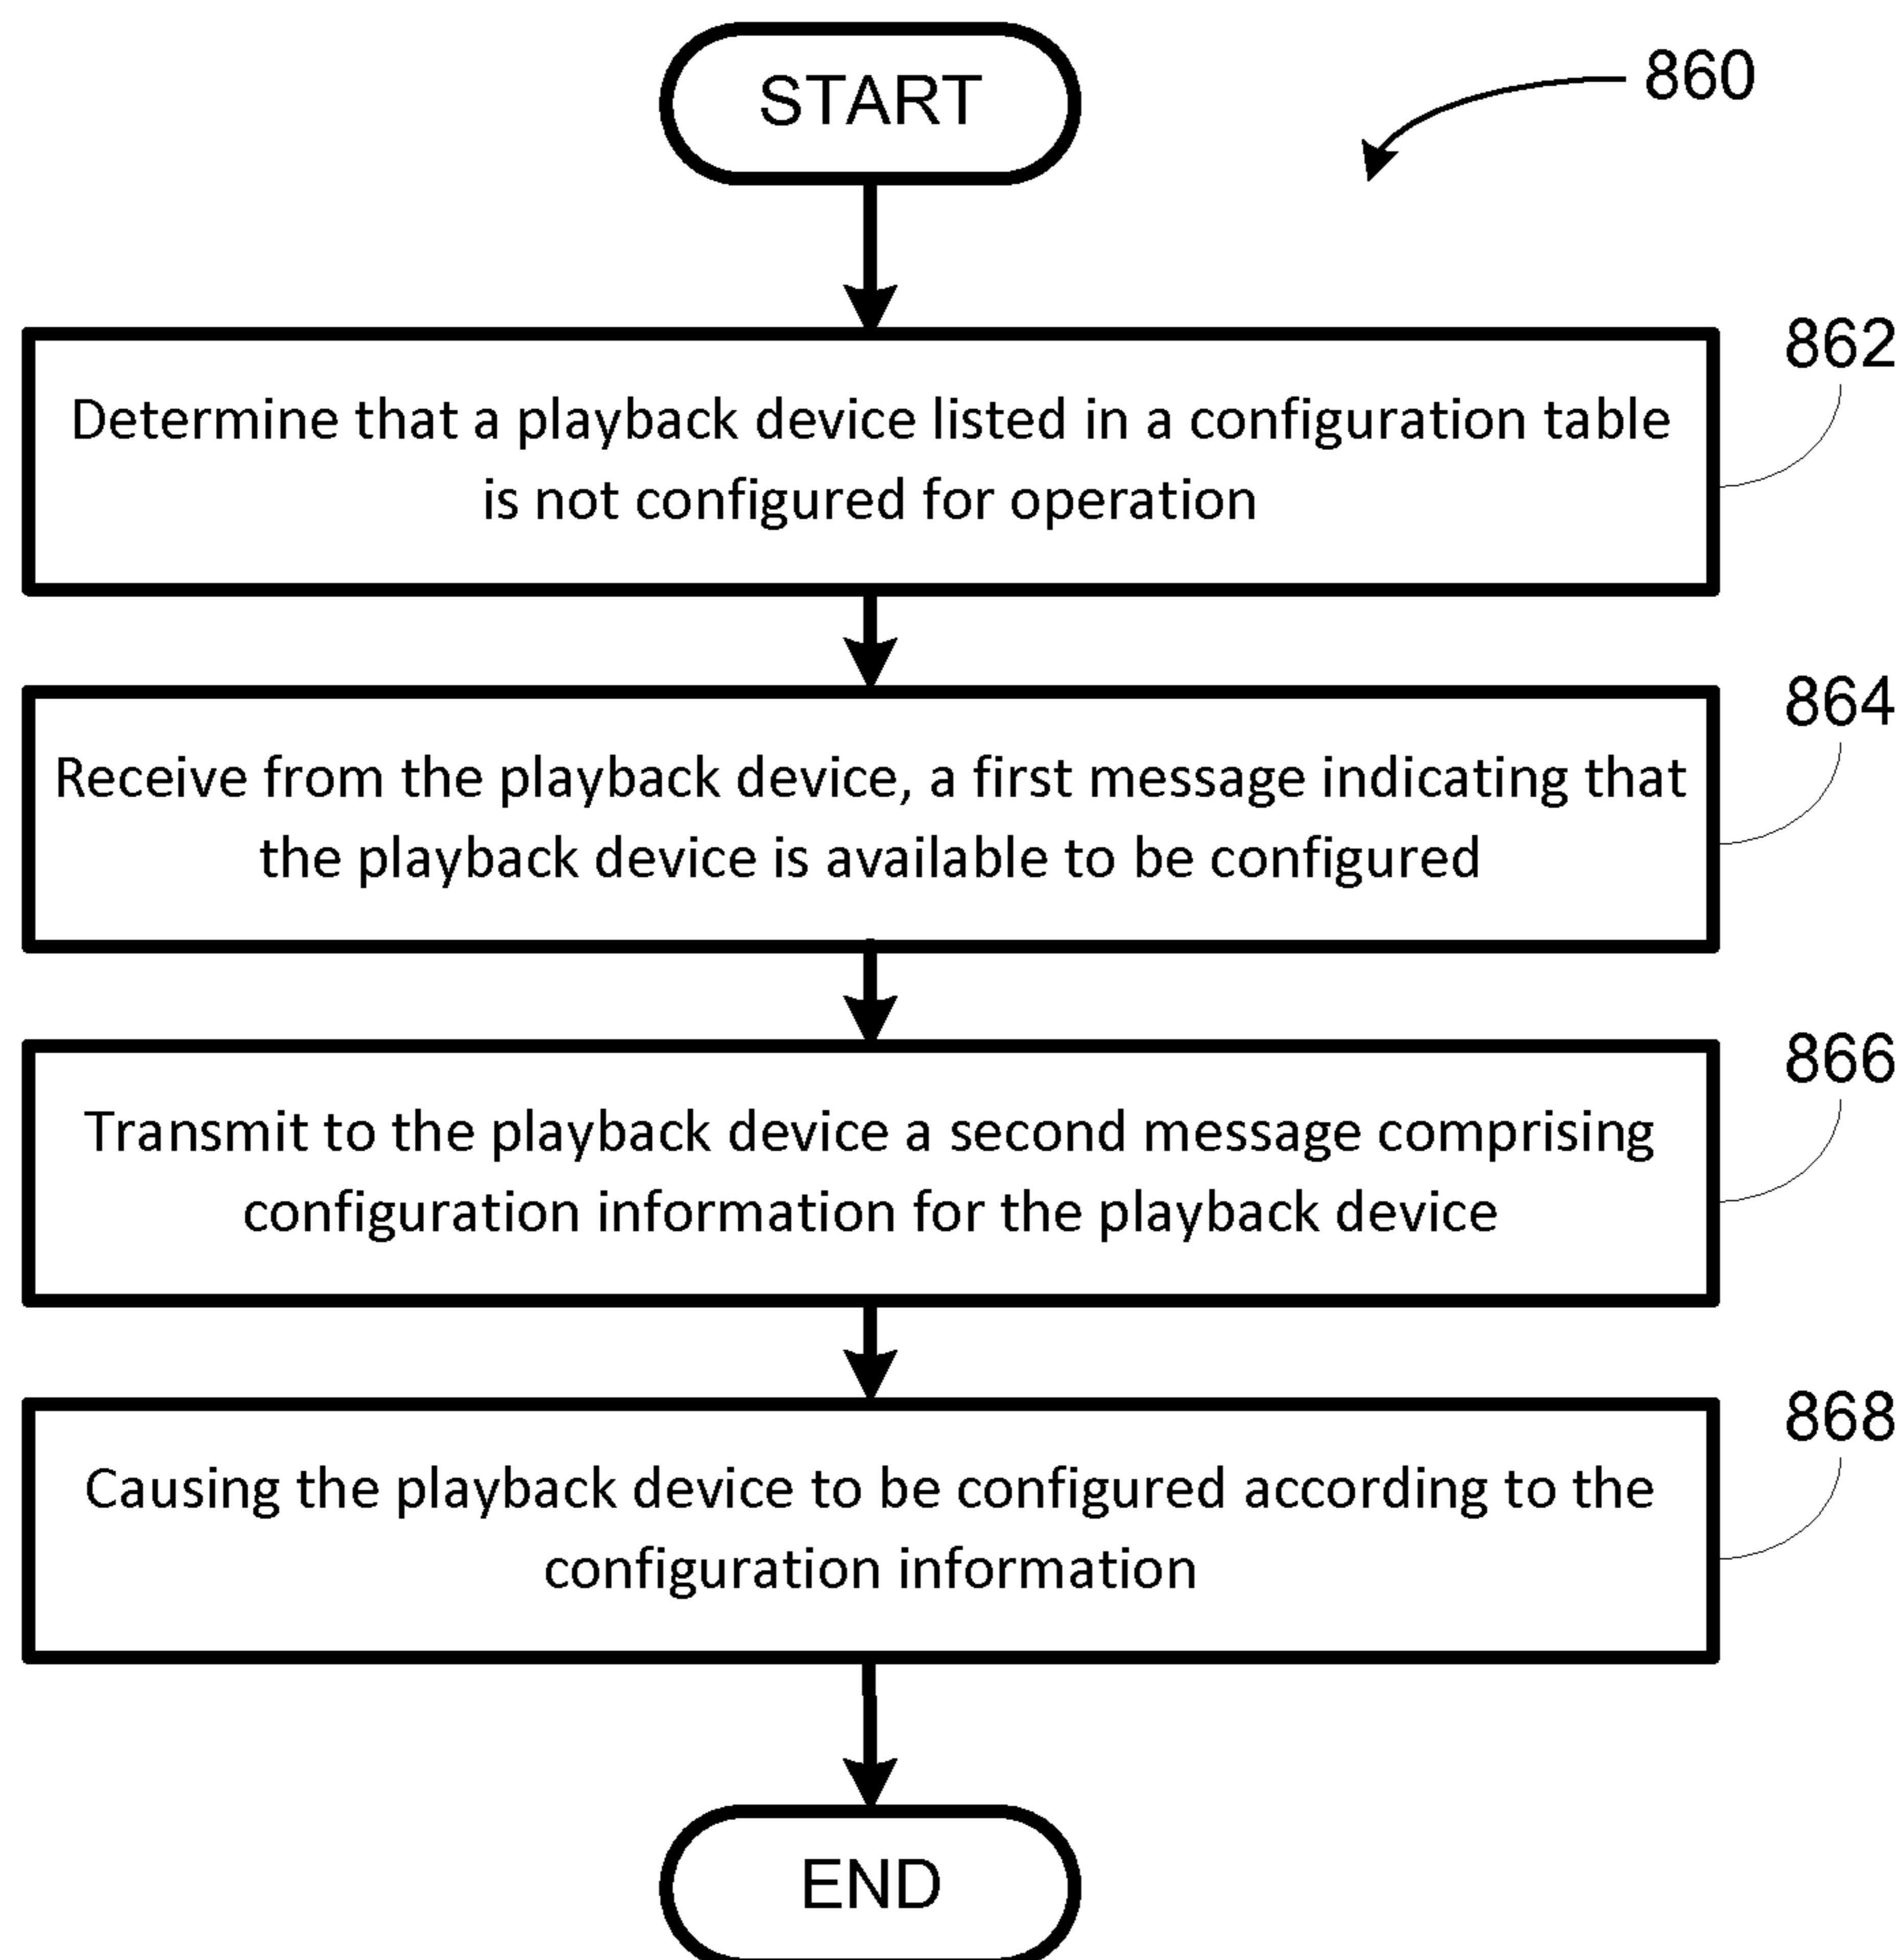 START
860
862
Determine that a playback device listed in a configuration table
is not configured for operation
864
Receive from the playback device, a first message indicating that
the playback device is available to be configured
866
Transmit to the playback device a second message comprising
configuration information for the playback device
868
Causing the playback device to be configured according to the
configuration information
END